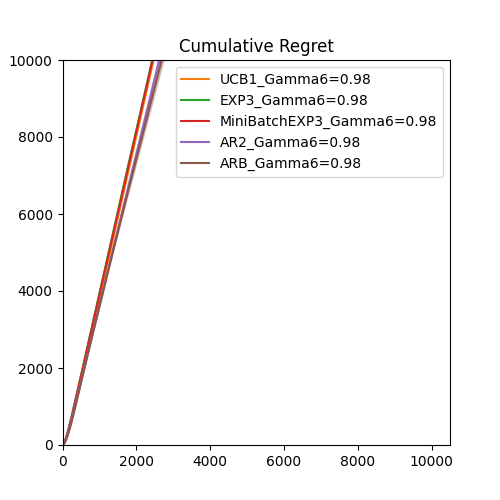 Cumulative Regret
10000
8000
6000
4000
2000
0
UCB1_Gamma6=0.98
EXP3_Gamma6=0.98
MiniBatchEXP3_Gamma6=0.98
AR2_Gamma6=0.98
ARB_Gamma6=0.98
0 2000 4000 6000 8000 10000